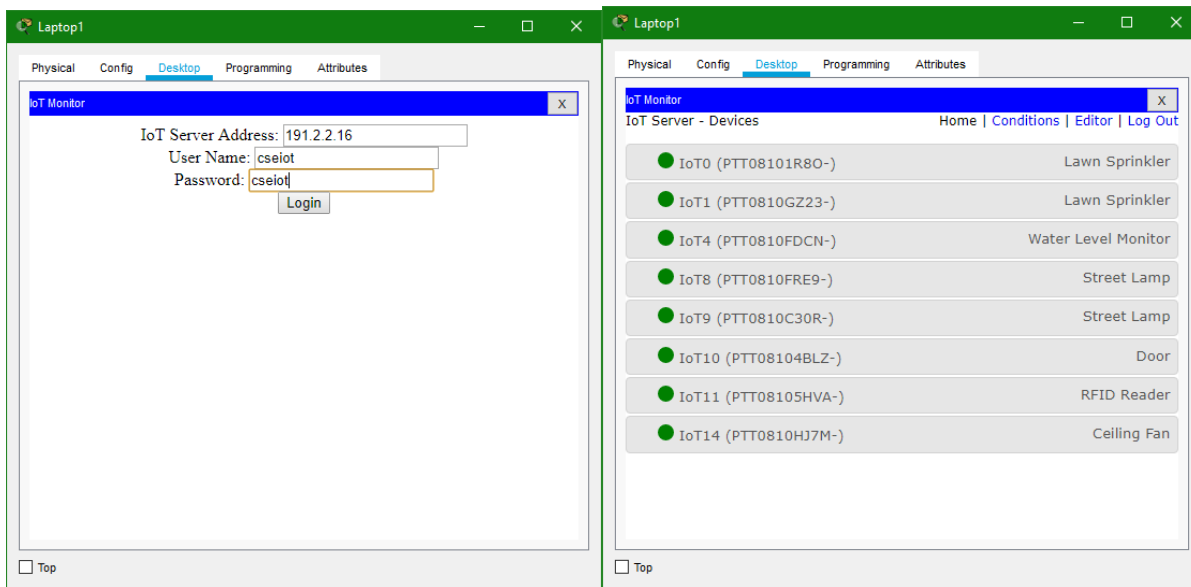 Laptop1
Physical Config Desktop Programming Attributes
IoT Monitor X
IoT Server Address: 191.2.2.16
User Name: cseiot
Password: cseiot
Login
Top
Laptop1
Physical Config Desktop Programming Attributes
IoT Monitor X
IoT Server - Devices Home | Conditions | Editor | Log Out
IoT0 (PTT08101R8O-) Lawn Sprinkler
IoT1 (PTT0810GZ23-) Lawn Sprinkler
IoT4 (PTT0810FDCN-) Water Level Monitor
IoT8 (PTT0810FRE9-) Street Lamp
IoT9 (PTT0810C30R-) Street Lamp
IoT10 (PTT08104BLZ-) Door
IoT11 (PTT08105HVA-) RFID Reader
IoT14 (PTT0810HJ7M-) Ceiling Fan
Top